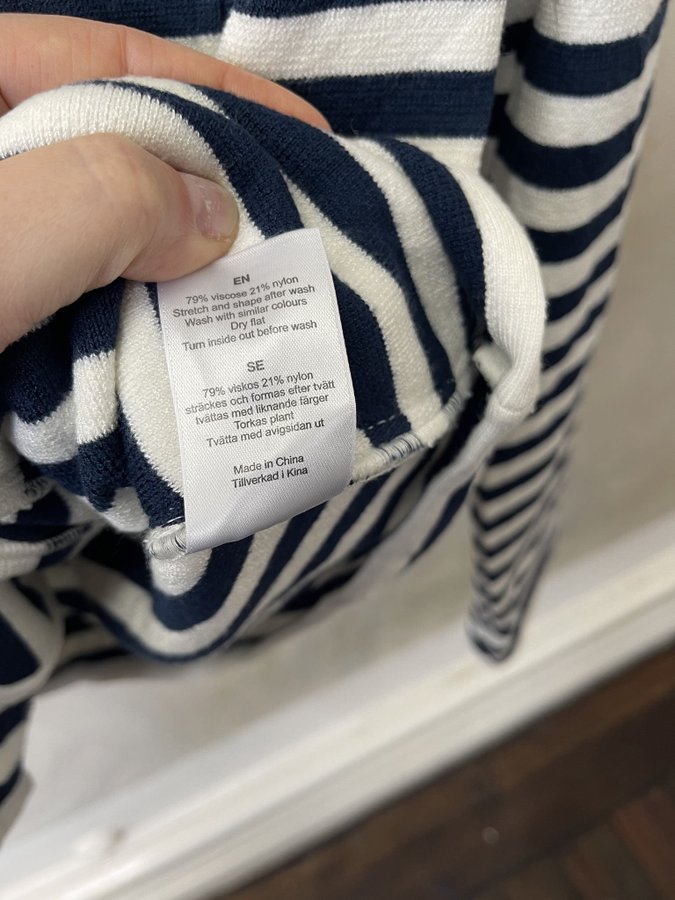 EN
79% viscose 21% nylon
Stretch and shape after wash
Wash with similar colours
Dry flat
Turn inside out before wash
SE
79% viskos 21% nylon
sträckes och formas efter tvätt
tvättas med liknande färger
Torkas plant
Tvätta med avigsidan ut
Made in China
Tillverkad i Kina